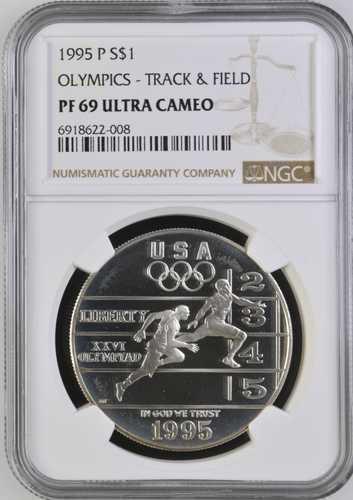 1995 P S$1
OLYMPICS - TRACK & FIELD
PF 69 ULTRA CAMEO
6918622-008
NUMISMATIC GUARANTY COMPANY
NGC®
USA
2
LIBERTY
3
XXVI
OLYMPIAD
4
5
IN GOD WE TRUST
1995